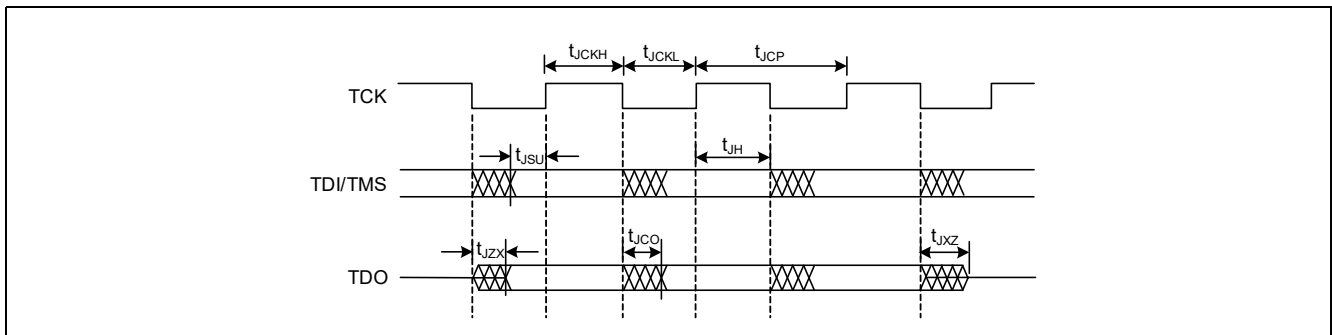 tJCKH tJCKL tJCP
TCK
tJSU tJH
TDI/TMS
tJZX tJCO tJXZ
TDO